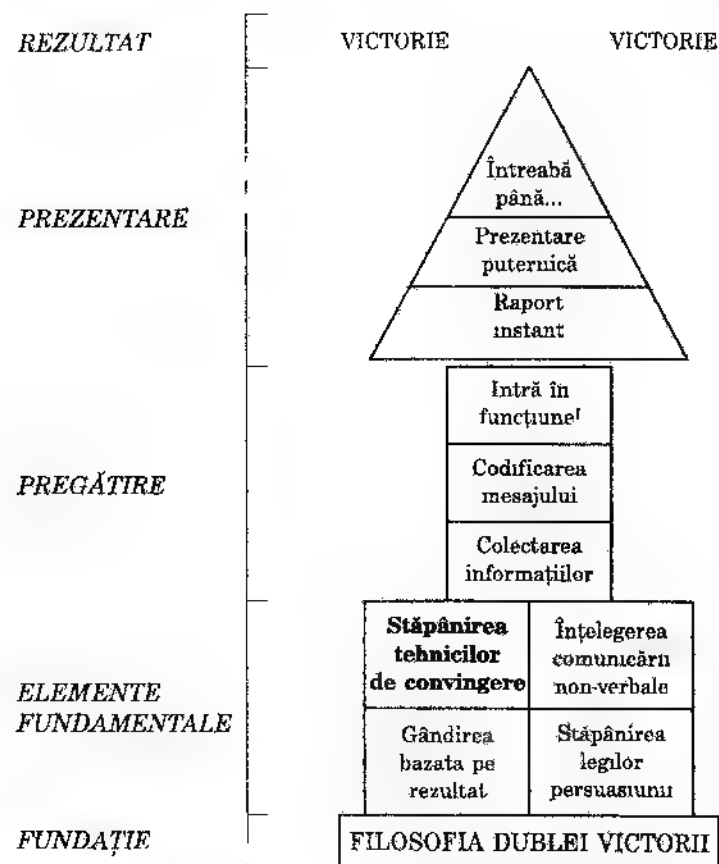 REZULTAT
VICTORIE VICTORIE
PREZENTARE
Întreabă
până...
Prezentare
puternică
Raport
instant
PREGĂTIRE
Intră în
funcțiune!
Codificarea
mesajului
Colectarea
informațiilor
ELEMENTE
FUNDAMENTALE
Stăpânirea
tehnicilor
de convingere
Înțelegerea
comunicării
non-verbale
Gândirea
bazata pe
rezultat
Stăpânirea
legilor
persuasiunii
FUNDAȚIE
FILOSOFIA DUBLEI VICTORII